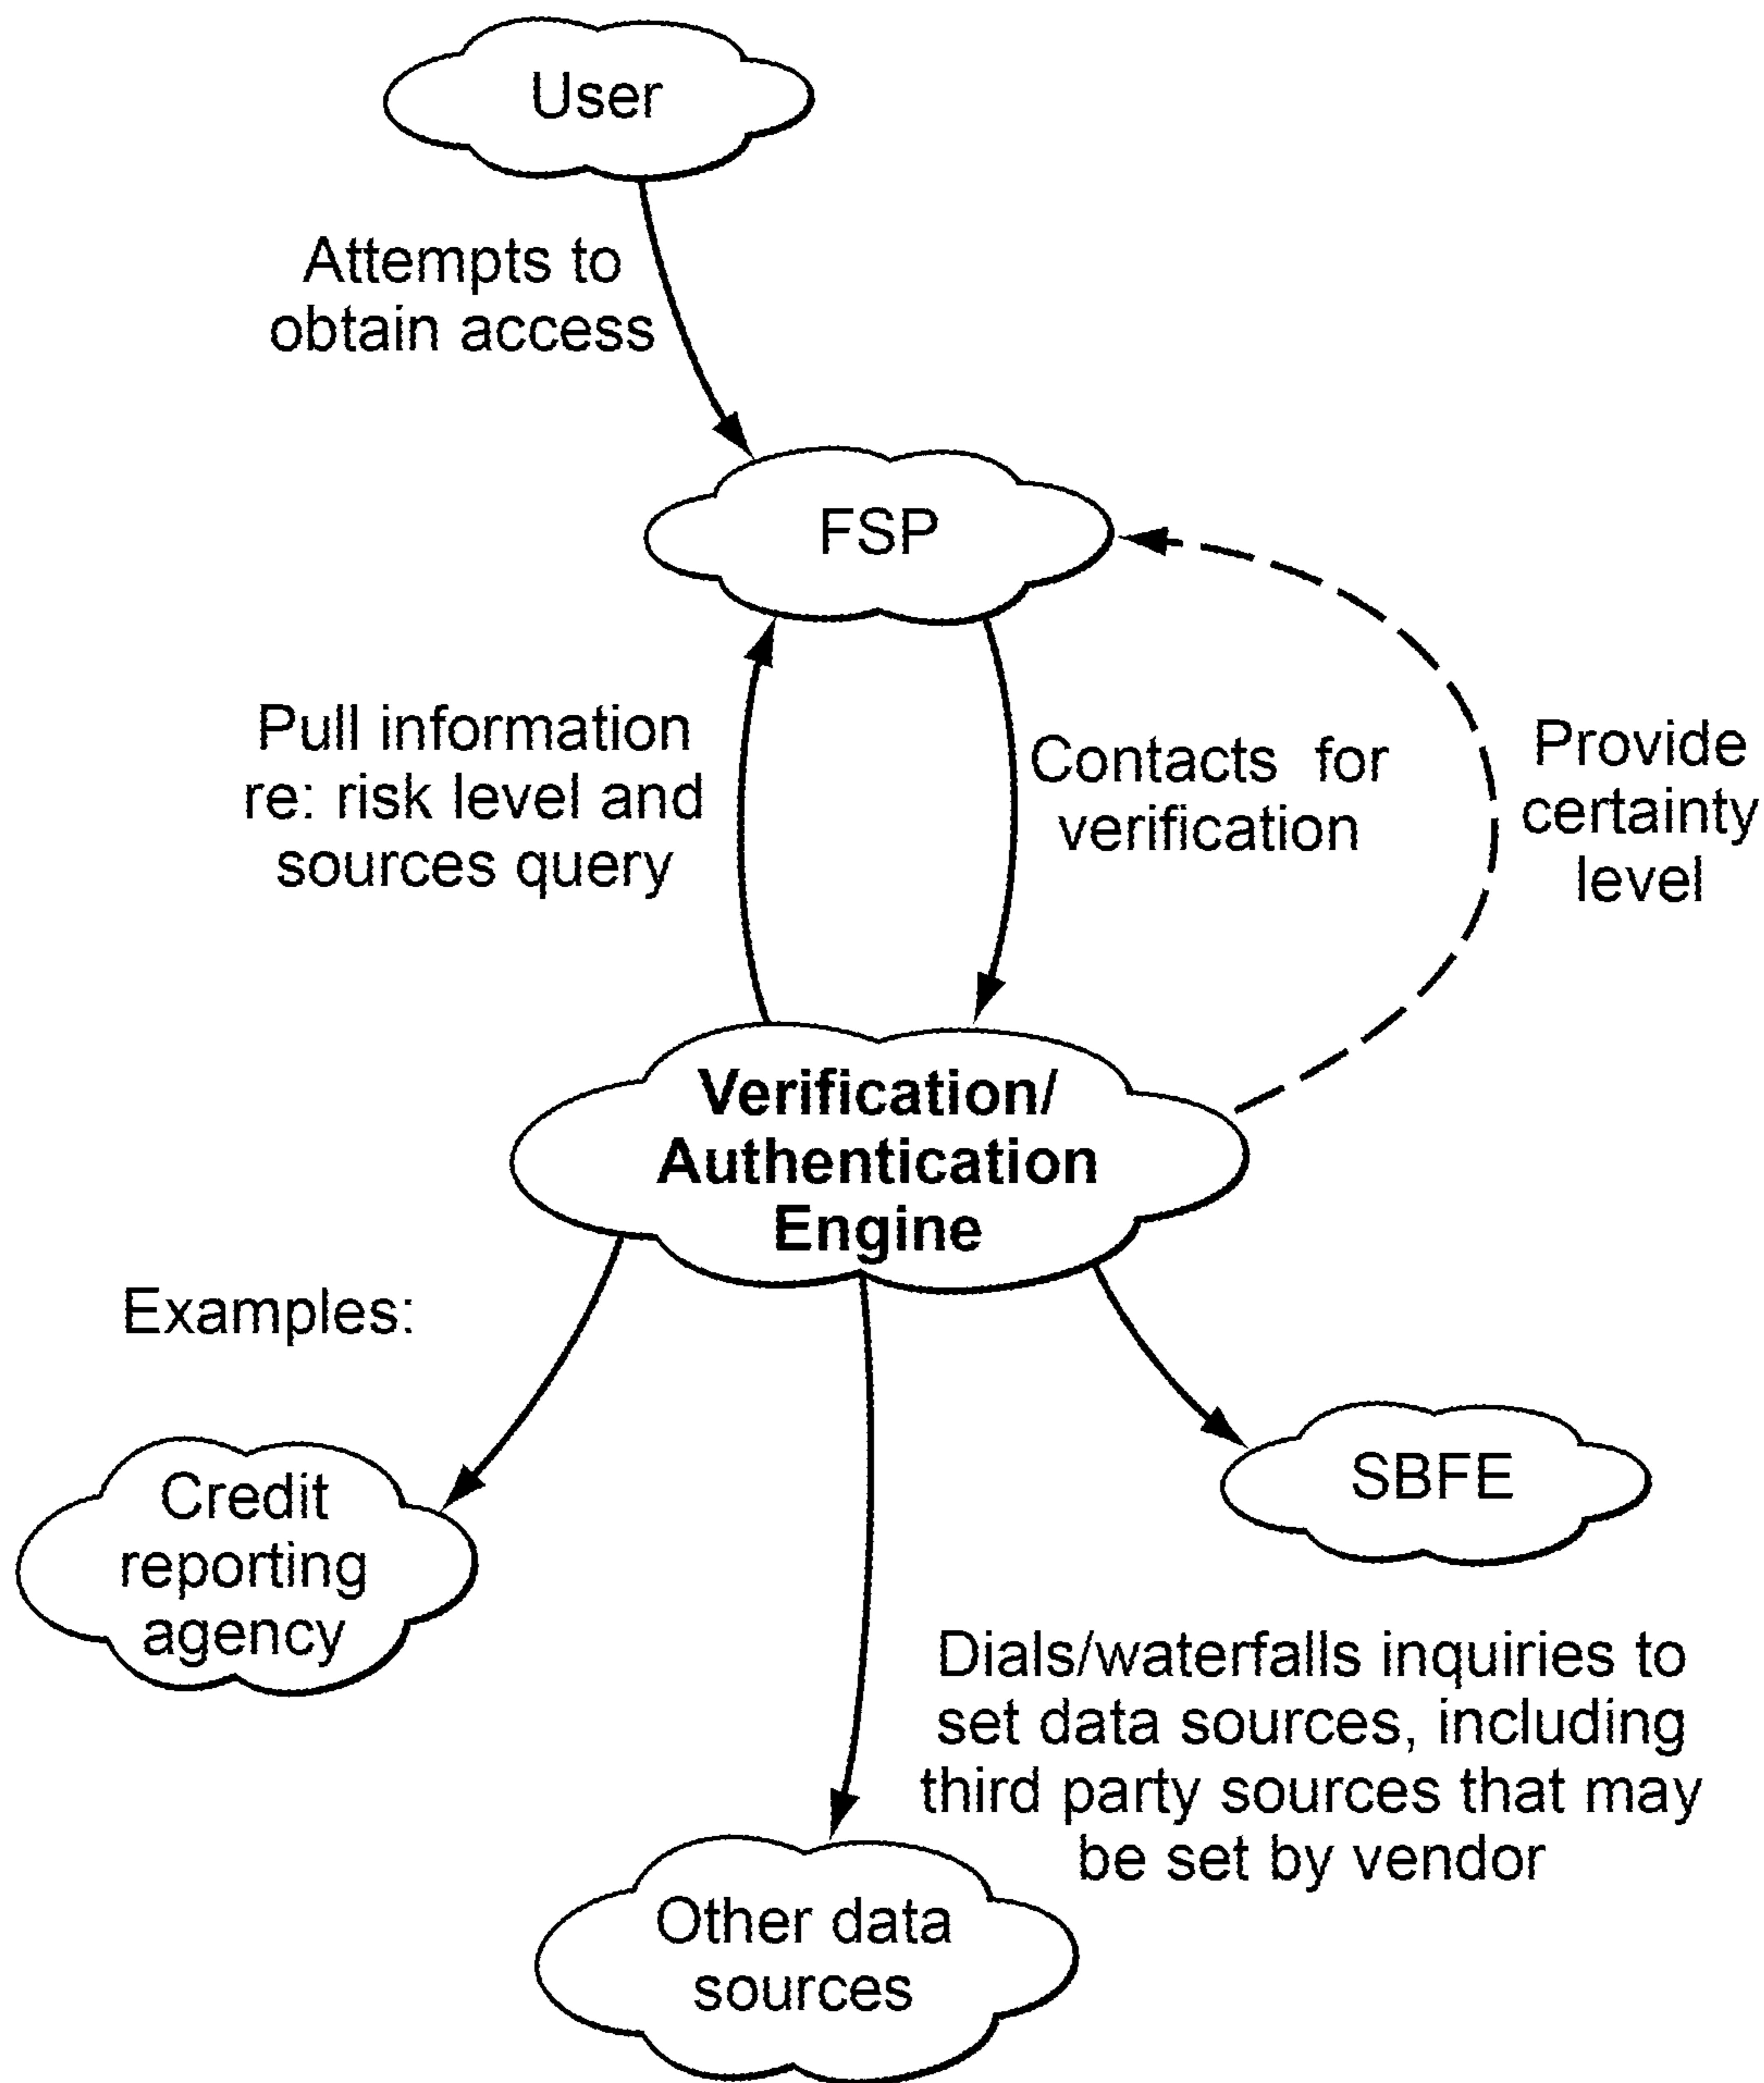 User
Attempts to
obtain access
FSP
Pull information
re: risk level and
sources query
Contacts for
verification
Provide
certainty
level
Verification/
Authentication
Engine
Examples:
Credit
reporting
agency
SBFE
Dials/waterfalls inquiries to
set data sources, including
third party sources that may
be set by vendor
Other data
sources